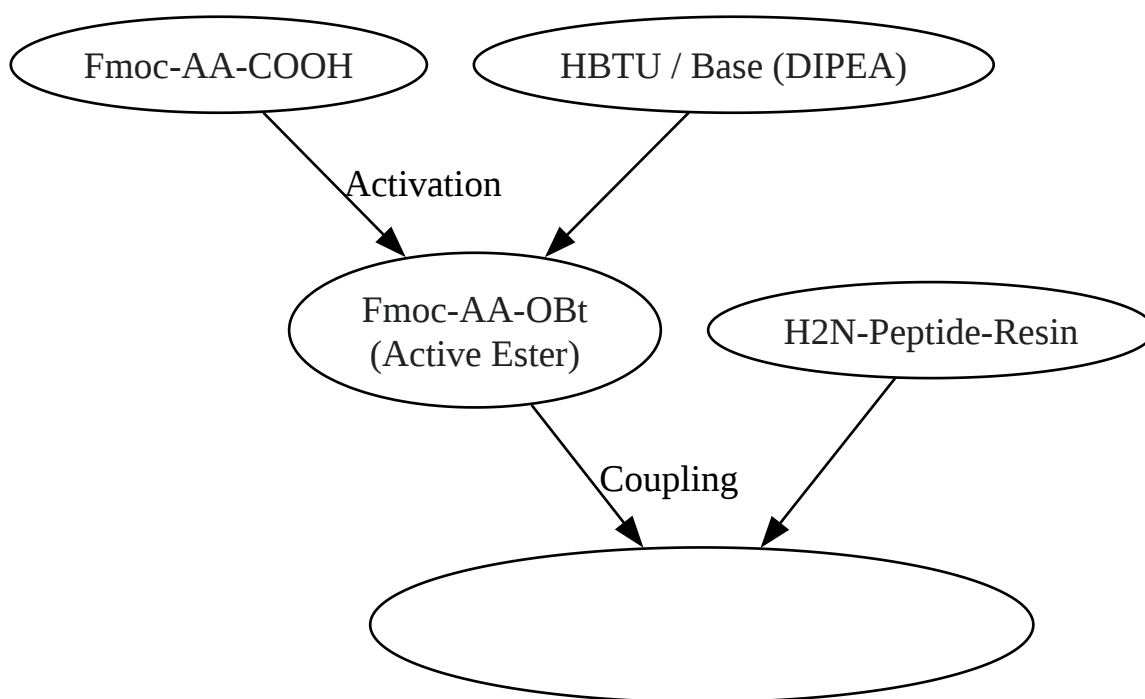 Fmoc-AA-COOH
HBTU / Base (DIPEA)
Activation
Fmoc-AA-OBt
(Active Ester)
H2N-Peptide-Resin
Coupling